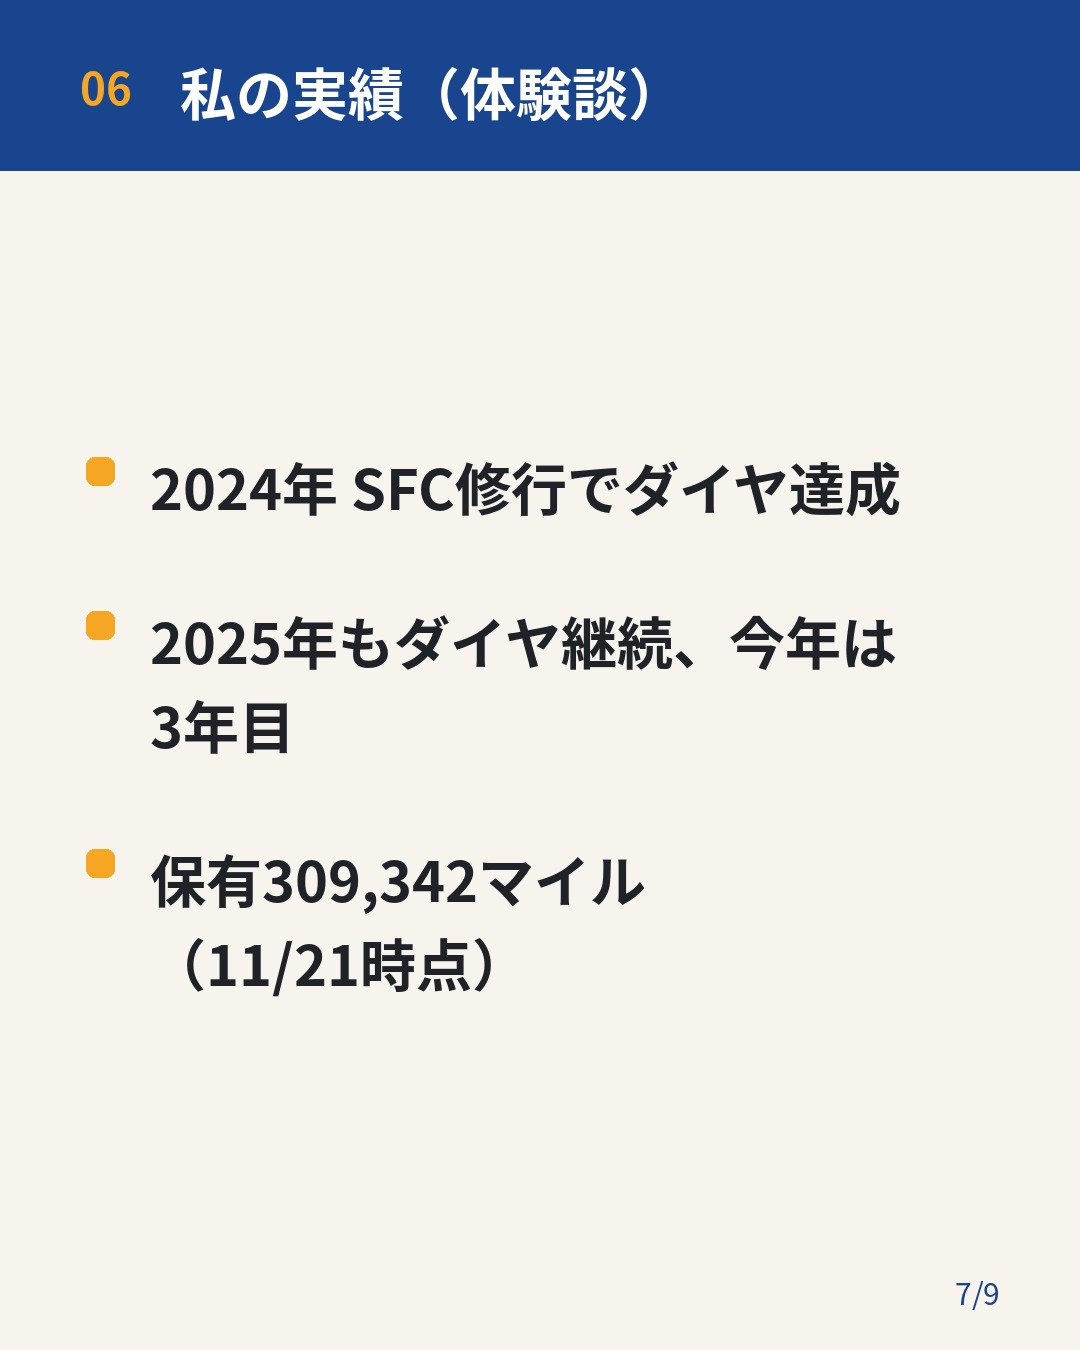 06 私の実績（体験談）
2024年 SFC修行でダイヤ達成
2025年もダイヤ継続、今年は
3年目
保有309,342マイル
（11/21時点）
7/9